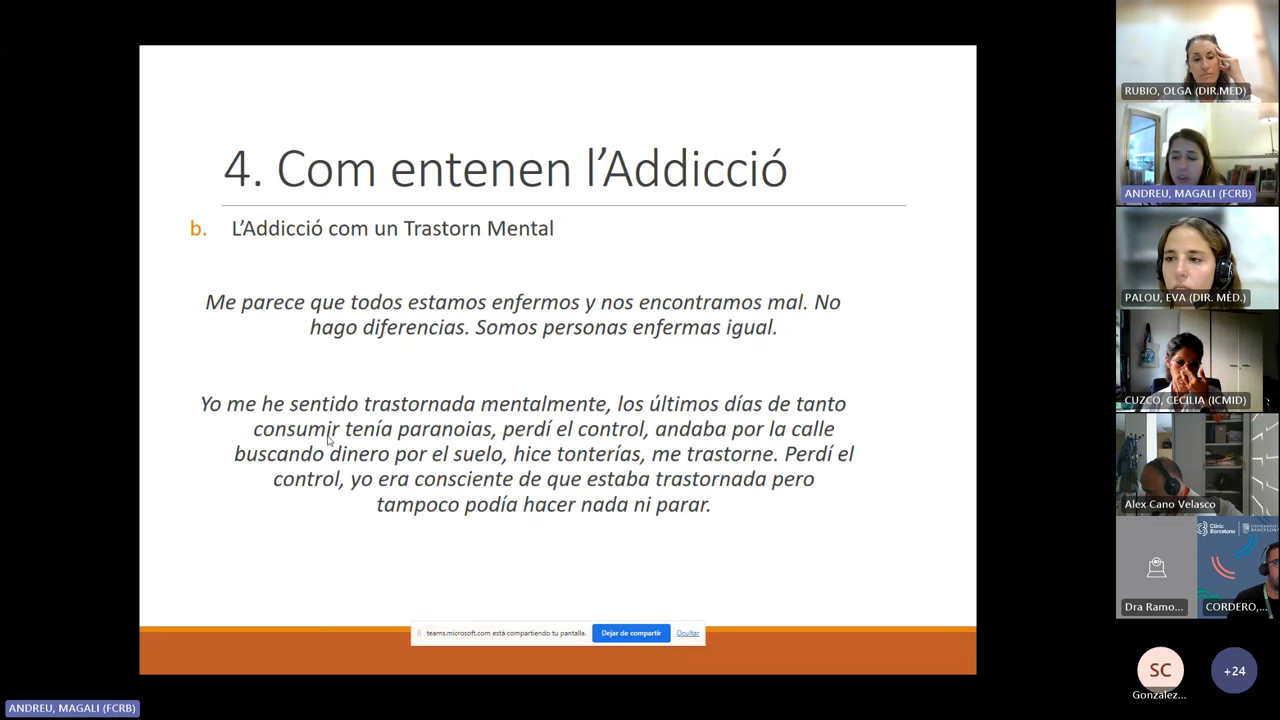 4. Com entenen l'Addicció
b. L'Addicció com un Trastorn Mental
Me parece que todos estamos enfermos y nos encontramos mal. No
hago diferencias. Somos personas enfermas igual.
Yo me he sentido trastornada mentalmente, los últimos días de tanto
consumir tenía paranoias, perdí el control, andaba por la calle
buscando dinero por el suelo, hice tonterías, me trastorne. Perdí el
control, yo era consciente de que estaba trastornada pero
tampoco podía hacer nada ni parar.
teams.microsoft.com está compartiendo tu pantalla.
Dejar de compartir
Ocultar
RUBIO, OLGA (DIR.MED)
ANDREU, MAGALI (FCRB)
PALOU, EVA (DIR. MÈD.)
CUZCO, CECILIA (ICMID)
Alex Cano Velasco
Clínic
Barcelona
Dra Ramo...
CORDERO,...
SC
Gonzalez...
+24
ANDREU, MAGALI (FCRB)